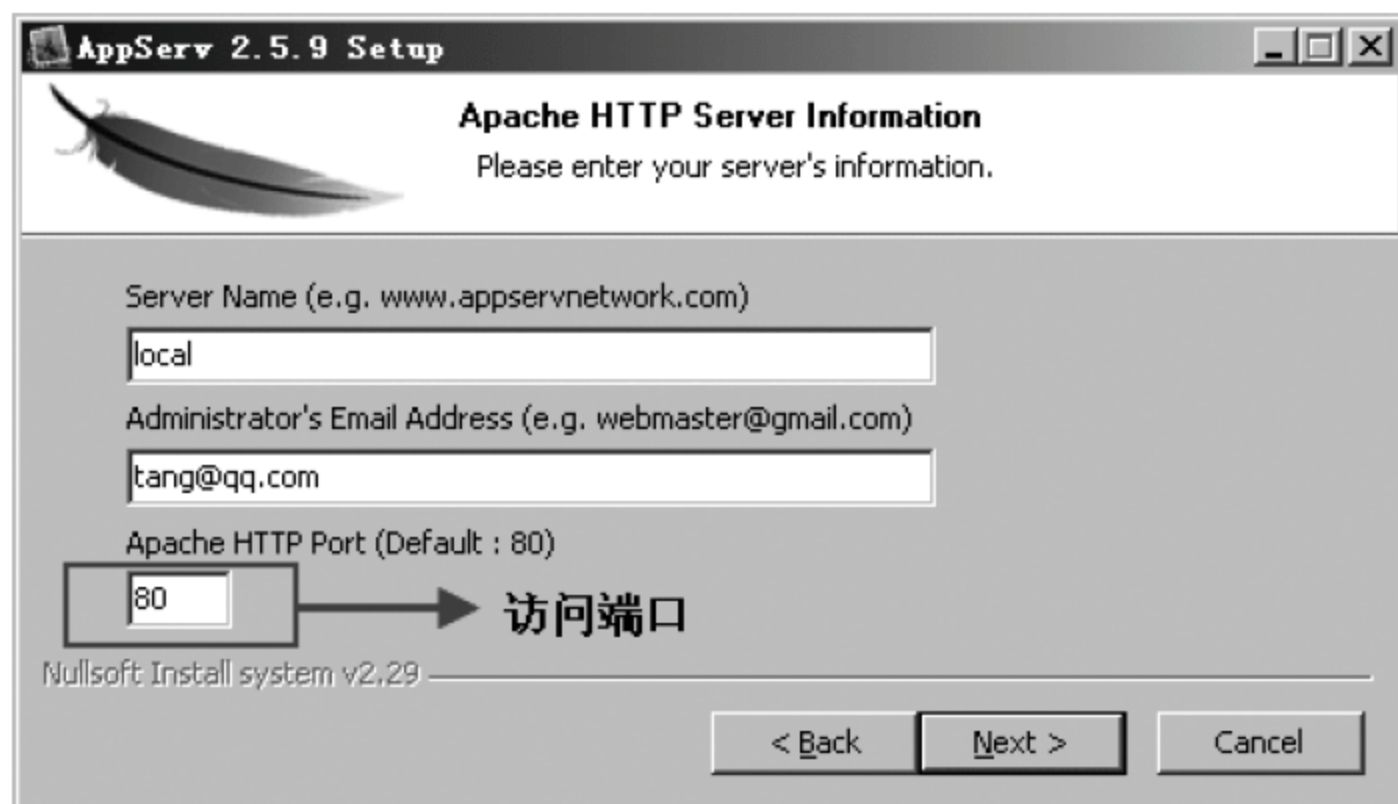 AppServ 2.5.9 Setup
Apache HTTP Server Information
Please enter your server's information.
Server Name (e.g. www.appservnetwork.com)
local
Administrator's Email Address (e.g. webmaster@gmail.com)
tang@qq.com
Apache HTTP Port (Default : 80)
80 访问端口
Nullsoft Install system v2.29
< Back Next > Cancel